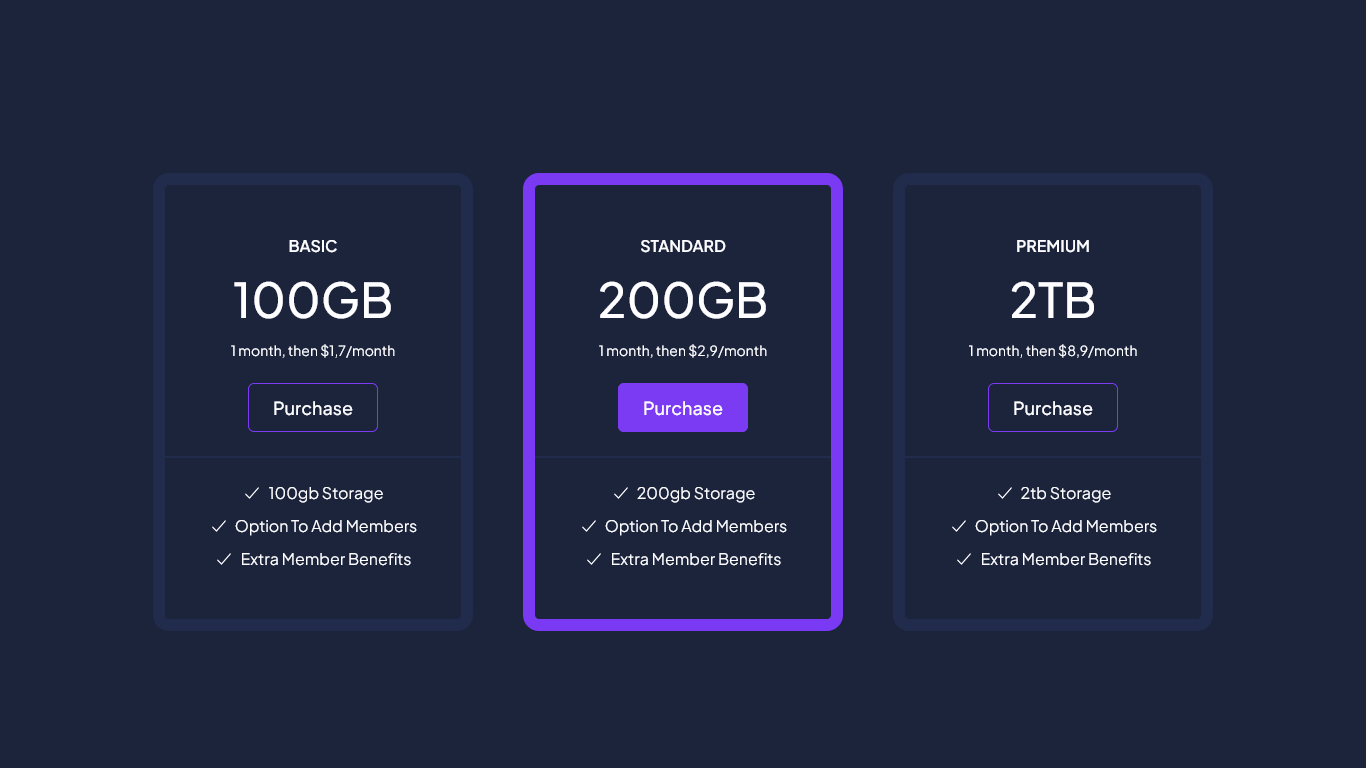 BASIC
100GB
1 month, then $1,7/month
Purchase
100gb Storage
Option To Add Members
Extra Member Benefits
STANDARD
200GB
1 month, then $2,9/month
Purchase
200gb Storage
Option To Add Members
Extra Member Benefits
PREMIUM
2TB
1 month, then $8,9/month
Purchase
2tb Storage
Option To Add Members
Extra Member Benefits